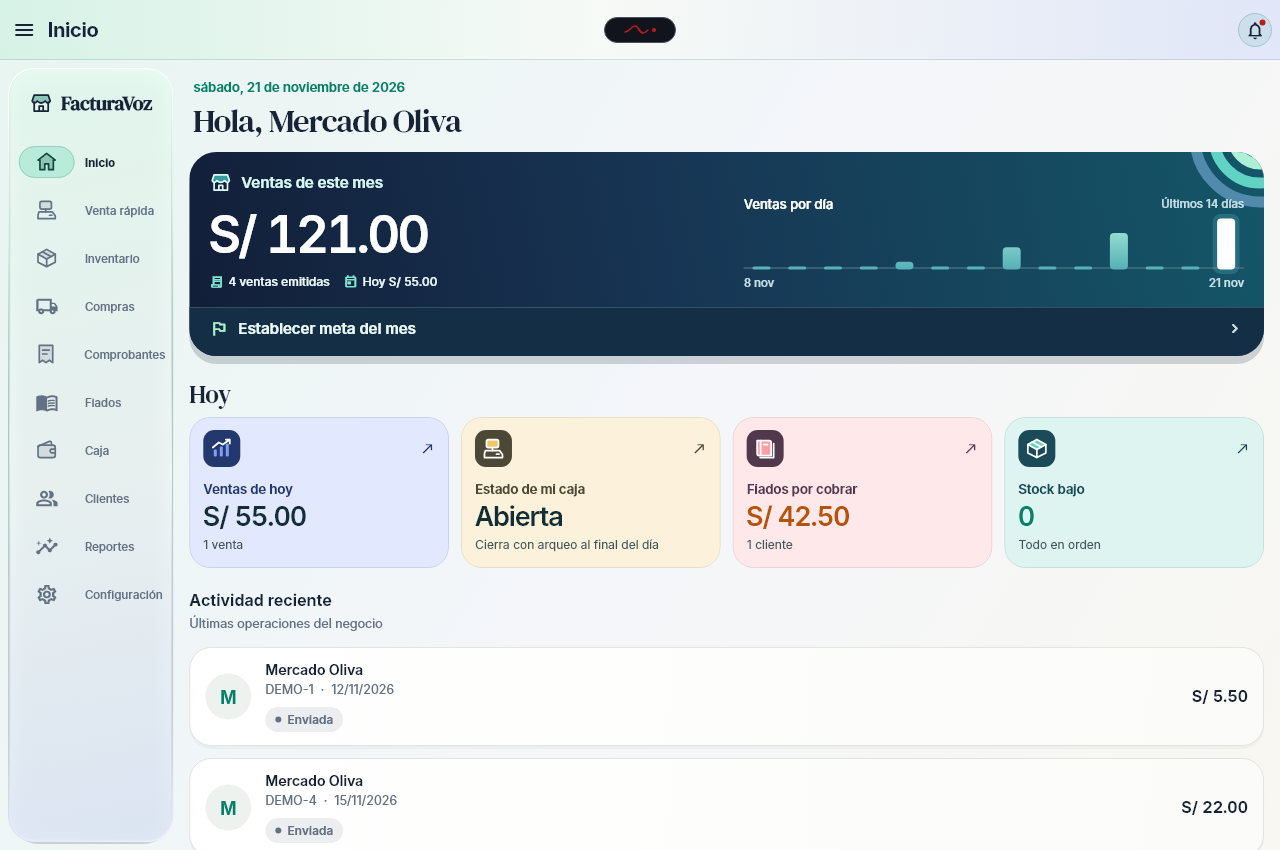 Inicio
FacturaVoz
Inicio
Venta rápida
Inventario
Compras
Comprobantes
Fiados
Caja
Clientes
Reportes
Configuración
sábado, 21 de noviembre de 2026
Hola, Mercado Oliva
Ventas de este mes
S/ 121.00
4 ventas emitidas
Hoy S/ 55.00
Ventas por día
Últimos 14 días
8 nov
21 nov
Establecer meta del mes
Hoy
Ventas de hoy
S/ 55.00
1 venta
Estado de mi caja
Abierta
Cierra con arqueo al final del día
Fiados por cobrar
S/ 42.50
1 cliente
Stock bajo
0
Todo en orden
Actividad reciente
Últimas operaciones del negocio
M
Mercado Oliva
DEMO-1 · 12/11/2026
Enviada
S/ 5.50
M
Mercado Oliva
DEMO-4 · 15/11/2026
Enviada
S/ 22.00